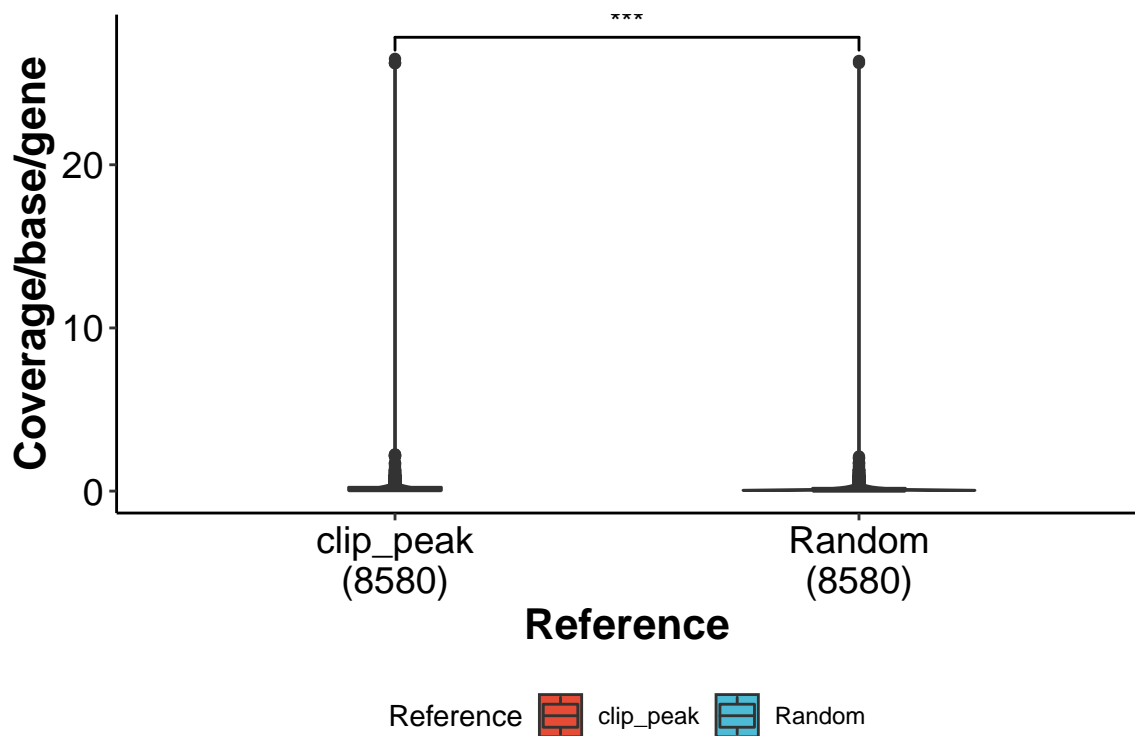 ***
Coverage/base/gene
20
10
0
clip_peak
(8580)
Random
(8580)
Reference
Reference clip_peak Random